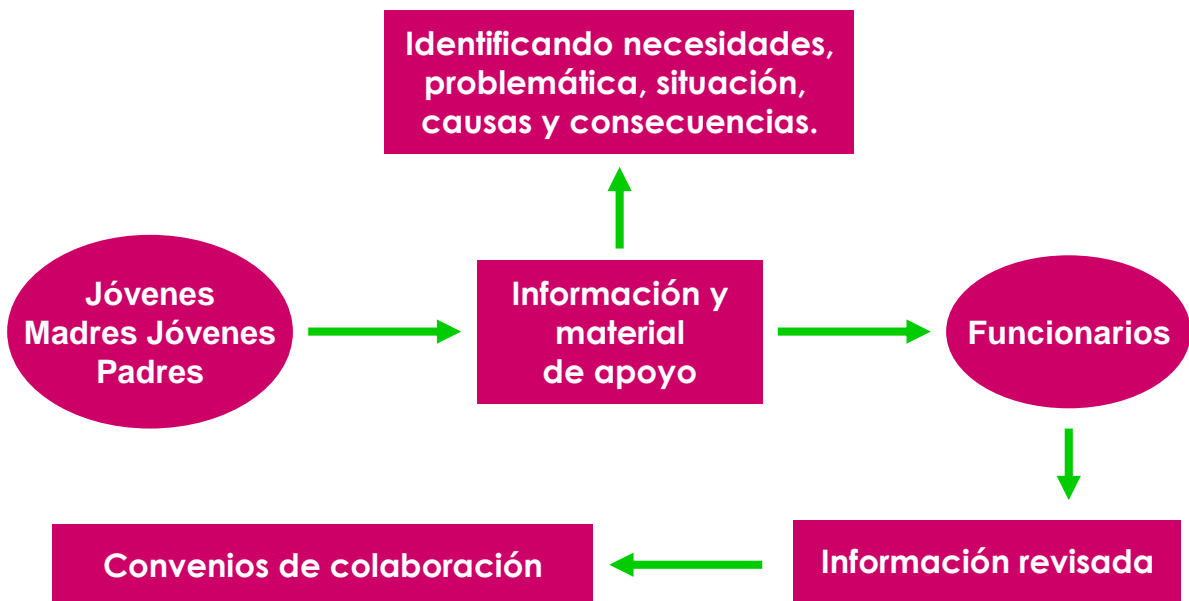 Identificando necesidades,
problemática, situación,
causas y consecuencias.
Jóvenes
Madres Jóvenes
Padres
Información y
material
de apoyo
Funcionarios
Convenios de colaboración
Información revisada